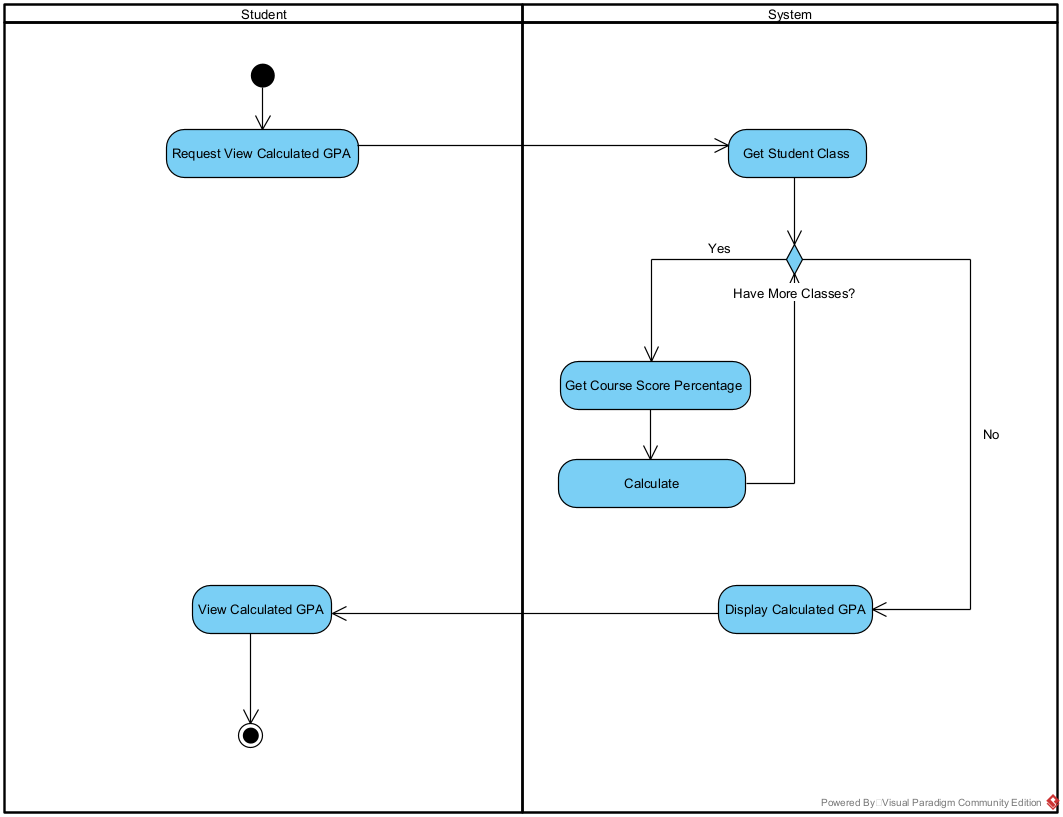 Student
System
Request View Calculated GPA
Get Student Class
Yes
Have More Classes?
Get Course Score Percentage
No
Calculate
View Calculated GPA
Display Calculated GPA
Powered By Visual Paradigm Community Edition